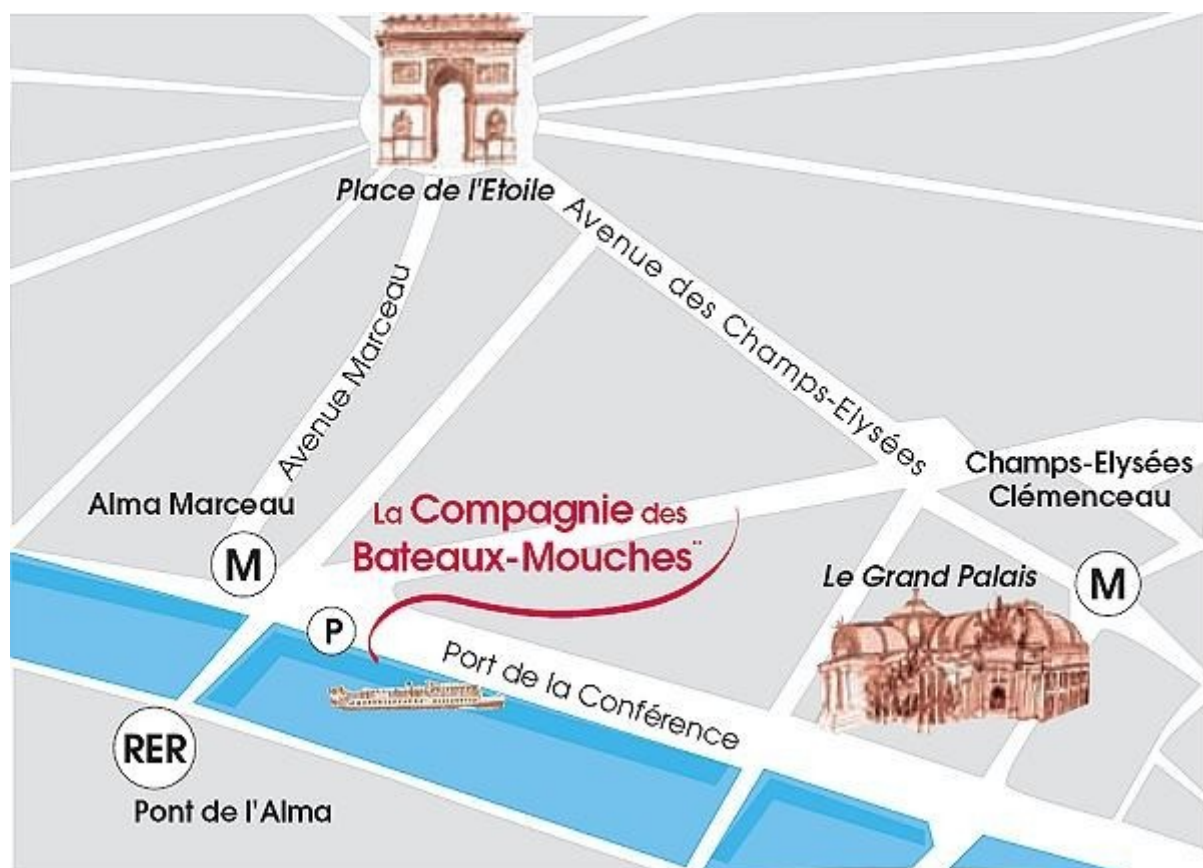 Place de l'Etoile
Avenue des Champs-Elysées
Avenue Marceau
Champs-Elysées
Clémenceau
Alma Marceau
La Compagnie des
Bateaux-Mouches
M
Le Grand Palais
M
P
Port de la Conférence
RER
Pont de l'Alma